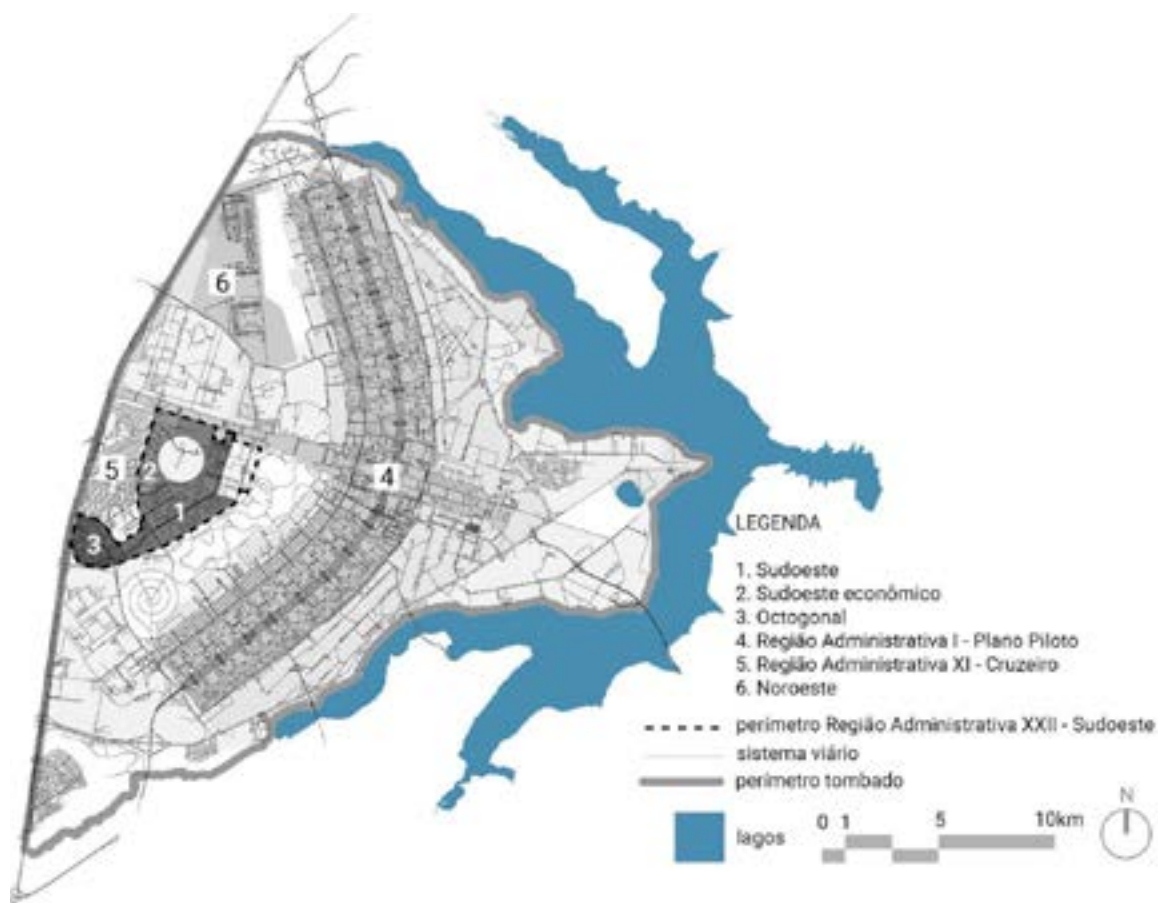 6
5
2
4
1
3
LEGENDA
1. Sudoeste
2. Sudoeste econômico
3. Octogonal
4. Região Administrativa I - Plano Piloto
5. Região Administrativa XI - Cruzeiro
6. Noroeste
perímetro Região Administrativa XXII - Sudoeste
sistema viário
perímetro tombado
lagos
0 1 5 10km
N